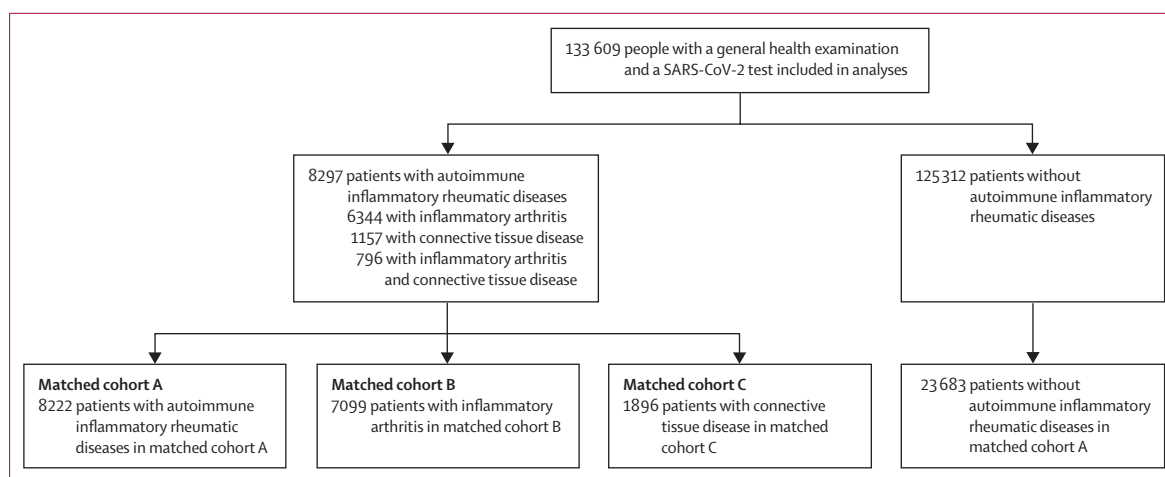 133 609 people with a general health examination
and a SARS-CoV-2 test included in analyses
8297 patients with autoimmune
inflammatory rheumatic diseases
6344 with inflammatory arthritis
1157 with connective tissue disease
796 with inflammatory arthritis
and connective tissue disease
125 312 patients without
autoimmune inflammatory
rheumatic diseases
Matched cohort A
8222 patients with autoimmune
inflammatory rheumatic
diseases in matched cohort A
Matched cohort B
7099 patients with inflammatory
arthritis in matched cohort B
Matched cohort C
1896 patients with connective
tissue disease in matched
cohort C
23 683 patients without
autoimmune inflammatory
rheumatic diseases in
matched cohort A